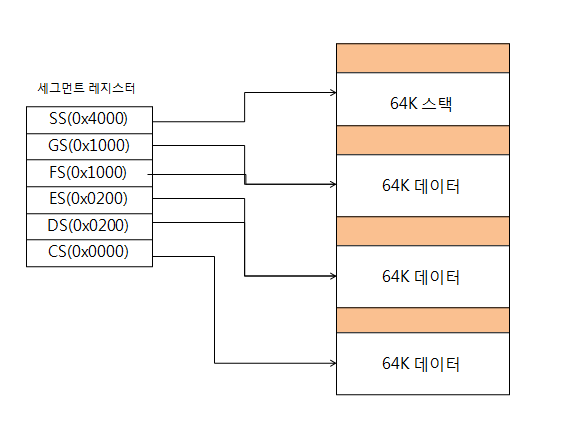 세그먼트 레지스터
SS(0x4000)
GS(0x1000)
FS(0x1000)
ES(0x0200)
DS(0x0200)
CS(0x0000)
64K 스택
64K 데이터
64K 데이터
64K 데이터